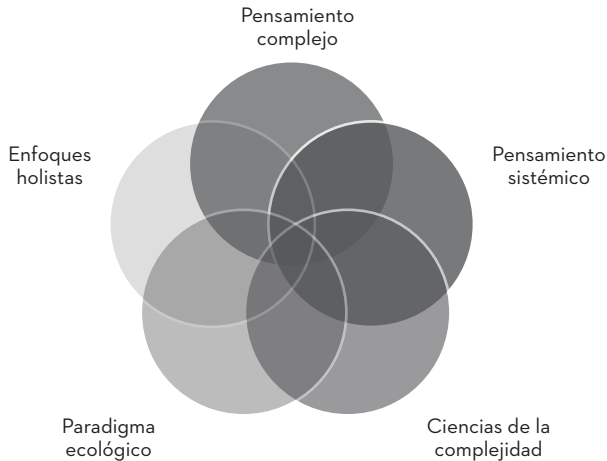 Pensamiento
complejo
Enfoques
holistas
Pensamiento
sistémico
Paradigma
ecológico
Ciencias de la
complejidad